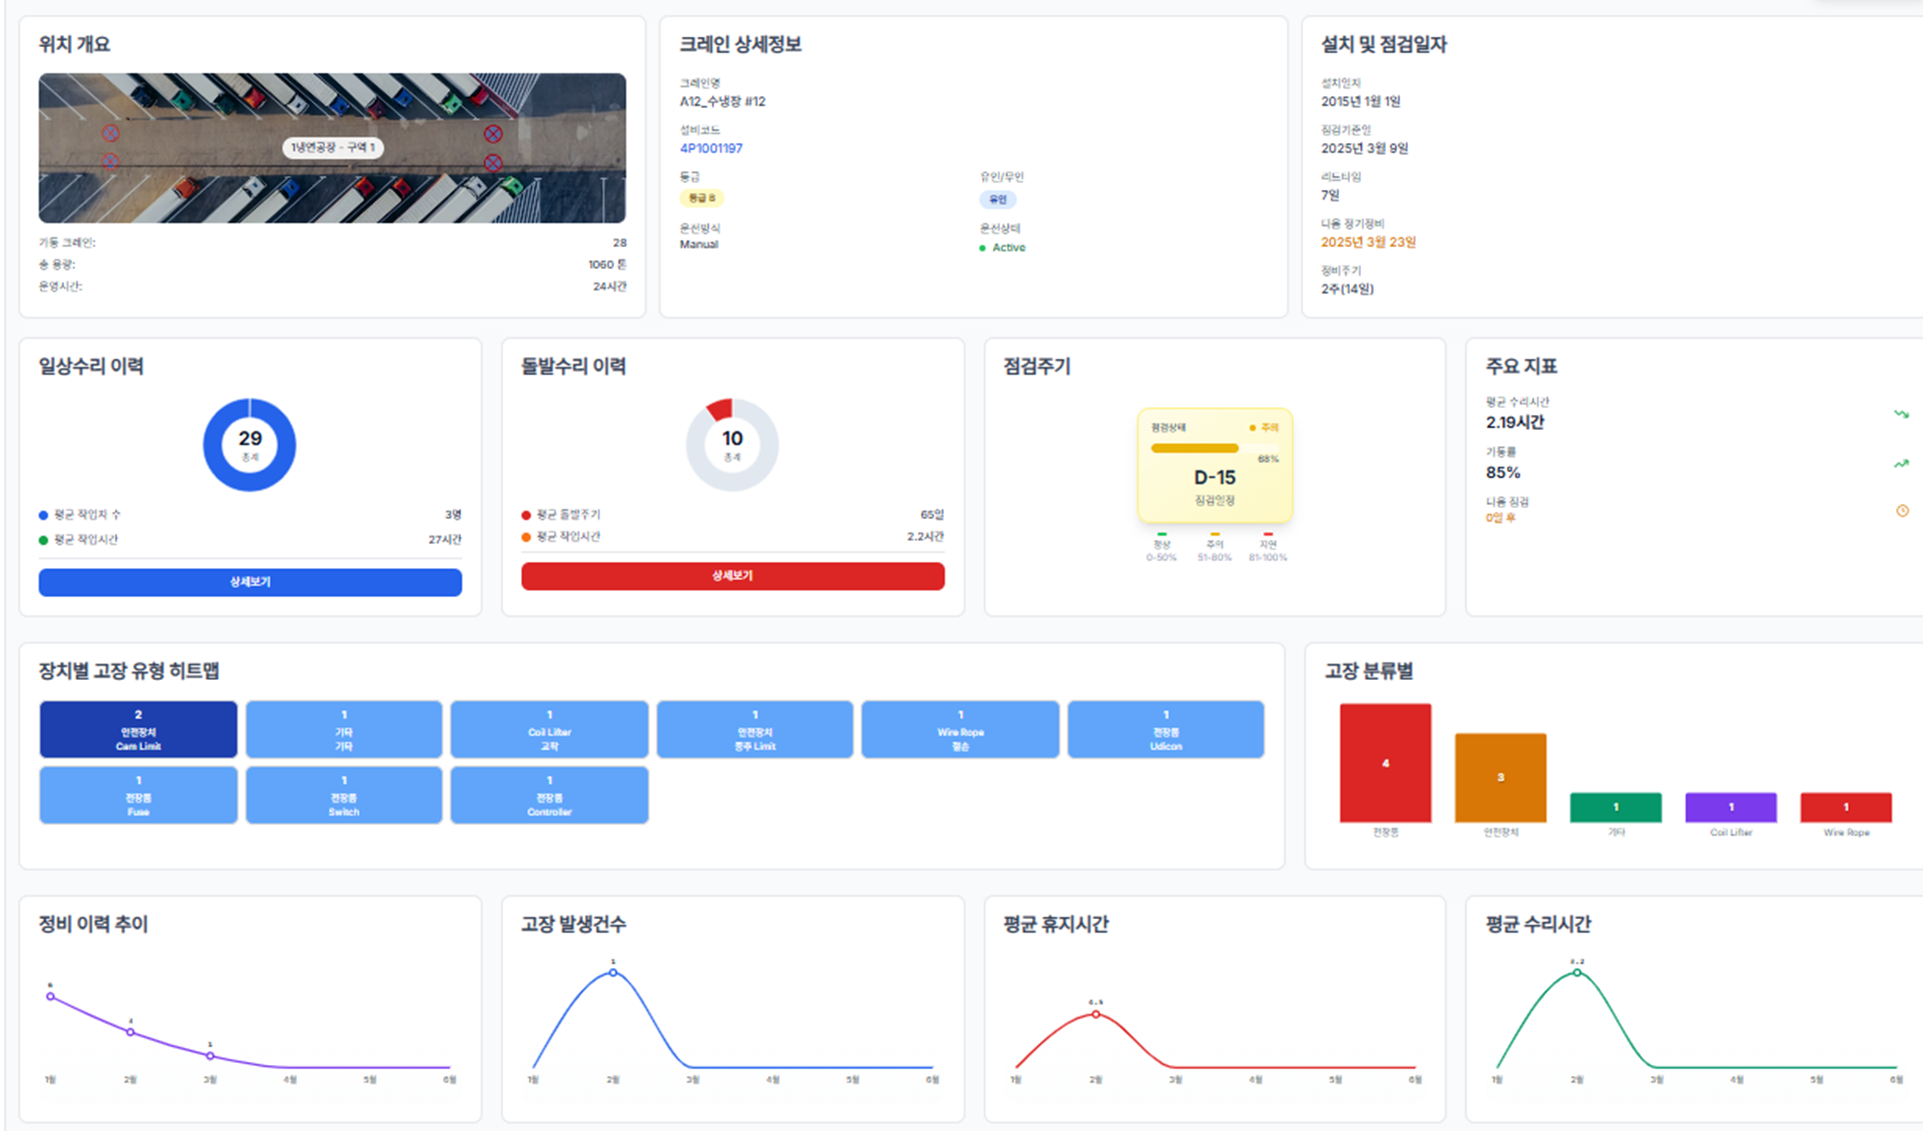 위치 개요
1냉연공장 - 구역 1
가동 크레인:
28
총 용량:
1060 톤
운영시간:
24시간
크레인 상세정보
크레인명
A12_수냉장 #12
설비코드
4P1001197
등급
등급 B
유인/무인
유인
운전방식
Manual
운전상태
Active
설치 및 점검일자
설치일자
2015년 1월 1일
점검기준일
2025년 3월 9일
리드타임
7일
다음 정기정비
2025년 3월 23일
정비주기
2주(14일)
일상수리 이력
29
총계
평균 작업자 수
3명
평균 작업시간
27시간
상세보기
돌발수리 이력
10
총계
평균 돌발주기
65일
평균 작업시간
2.2시간
상세보기
점검주기
점검상태
주의
68%
D-15
점검일정
정상
0-50%
주의
51-80%
지연
81-100%
주요 지표
평균 수리시간
2.19시간
가동률
85%
다음 점검
0일 후
장치별 고장 유형 히트맵
2
안전장치
Cam Limit
1
기타
기타
1
Coil Lifter
고착
1
안전장치
중추 Limit
1
Wire Rope
절손
1
전장품
Udicon
1
전장품
Fuse
1
전장품
Switch
1
전장품
Controller
고장 분류별
4
전장품
3
안전장치
1
기타
1
Coil Lifter
1
Wire Rope
정비 이력 추이
1
1월
2월
3월
4월
5월
6월
고장 발생건수
1
1월
2월
3월
4월
5월
6월
평균 휴지시간
1월
2월
3월
4월
5월
6월
평균 수리시간
1월
2월
3월
4월
5월
6월